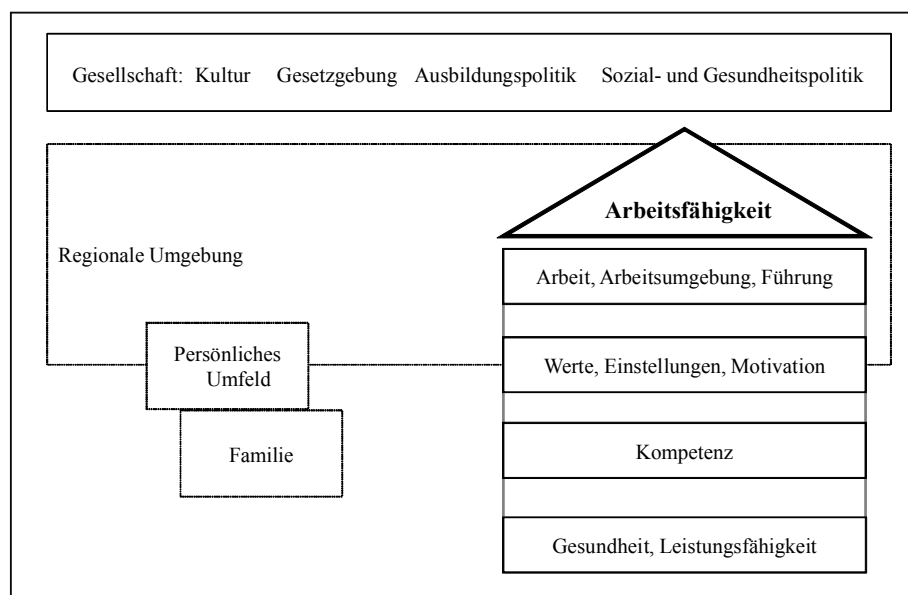 Gesellschaft: Kultur Gesetzgebung Ausbildungspolitik Sozial- und Gesundheitspolitik
Arbeitsfähigkeit
Regionale Umgebung
Arbeit, Arbeitsumgebung, Führung
Persönliches
Umfeld
Werte, Einstellungen, Motivation
Familie
Kompetenz
Gesundheit, Leistungsfähigkeit